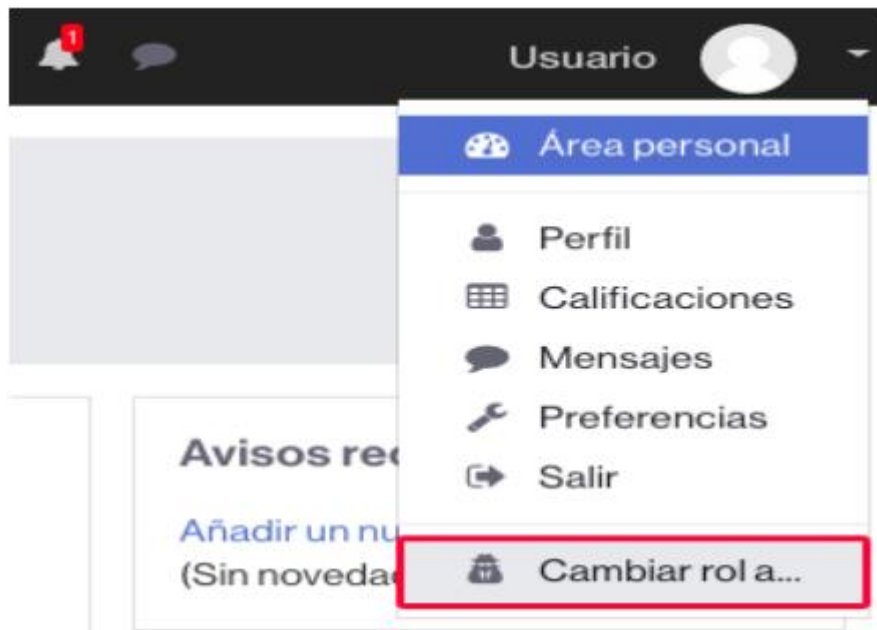 1
Usuario
Área personal
Perfil
Calificaciones
Mensajes
Preferencias
Salir
Cambiar rol a...
Avisos rec
Añadir un nu
(Sin noveda